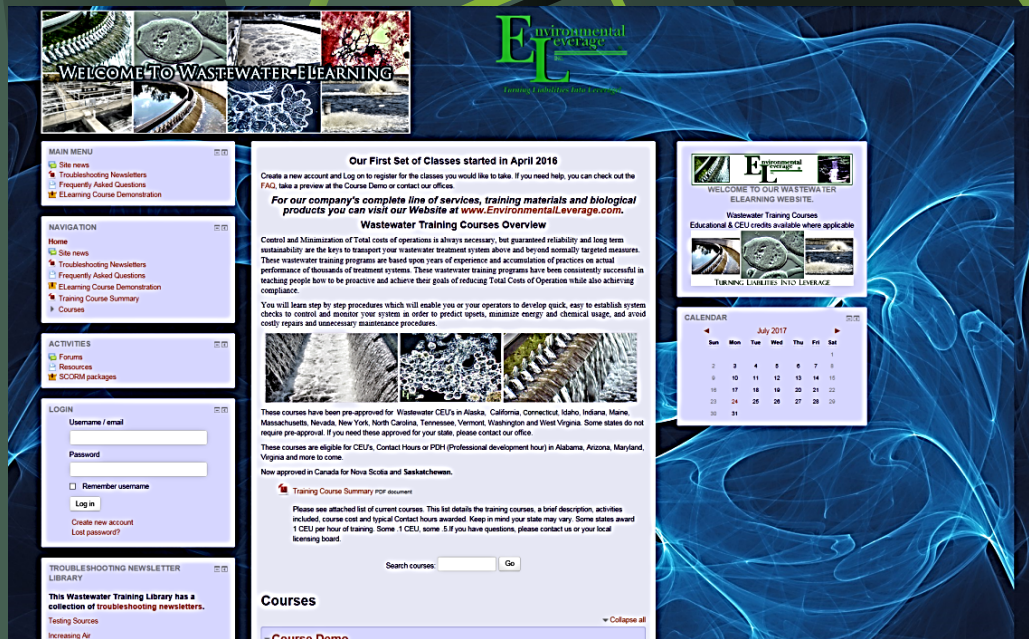 WELCOME TO WASTEWATER ELEARNING
Environmental
Leverage
Turning Liabilities Into Leverage
MAIN MENU
Site news
Troubleshooting Newsletters
Frequently Asked Questions
ELearning Course Demonstration
NAVIGATION
Home
Site news
Troubleshooting Newsletters
Frequently Asked Questions
ELearning Course Demonstration
Training Course Summary
Courses
ACTIVITIES
Forums
Resources
SCORM packages
LOGIN
Username / email
Password
Remember username
Log in
Create new account
Lost password?
TROUBLESHOOTING NEWSLETTER
LIBRARY
This Wastewater Training Library has a
collection of troubleshooting newsletters.
Testing Sources
Increasing Air
Our First Set of Classes started in April 2016
Create a new account and Log on to register for the classes you would like to take. If you need help, you can check out the
FAQ, take a preview at the Course Demo or contact our offices.
For our company's complete line of services, training materials and biological
products you can visit our Website at www.EnvironmentalLeverage.com.
Wastewater Training Courses Overview
Control and Minimization of Total costs of operations is always necessary, but guaranteed reliability and long term
sustainability are the keys to transport your wastewater treatment system above and beyond normally targeted measures.
These wastewater training programs are based upon years of experience and accumulation of practices on actual
performance of thousands of treatment systems. These wastewater training programs have been consistently successful in
teaching people how to be proactive and achieve their goals of reducing Total Costs of Operation while also achieving
compliance.
You will learn step by step procedures which will enable you or your operators to develop quick, easy to establish system
checks to control and monitor your system in order to predict upsets, minimize energy and chemical usage, and avoid
costly repairs and unnecessary maintenance procedures.
These courses have been pre-approved for Wastewater CEU's in Alaska, California, Connecticut, Idaho, Indiana, Maine,
Massachusetts, Nevada, New York, North Carolina, Tennessee, Vermont, Washington and West Virginia. Some states do not
require pre-approval. If you need these approved for your state, please contact our office.
These courses are eligible for CEU's, Contact Hours or PDH (Professional development hour) in Alabama, Arizona, Maryland,
Virginia and more to come.
Now approved in Canada for Nova Scotia and Saskatchewan.
Training Course Summary PDF document
Please see attached list of current courses. This list details the training courses, a brief description, activities
included, course cost and typical Contact hours awarded. Keep in mind your state may vary. Some states award
1 CEU per hour of training. Some .1 CEU, some .5.If you have questions, please contact us or your local
licensing board.
Search courses: Go
Courses
Collapse all
Course Demo
Environmental
Leverage
WELCOME TO OUR WASTEWATER
ELEARNING WEBSITE.
Wastewater Training Courses
Educational & CEU credits available where applicable
TURNING LIABILITIES INTO LEVERAGE
CALENDAR
July 2017
Sun Mon Tue Wed Thu Fri Sat
1
2 3 4 5 6 7 8
9 10 11 12 13 14 15
16 17 18 19 20 21 22
23 24 25 26 27 28 29
30 31